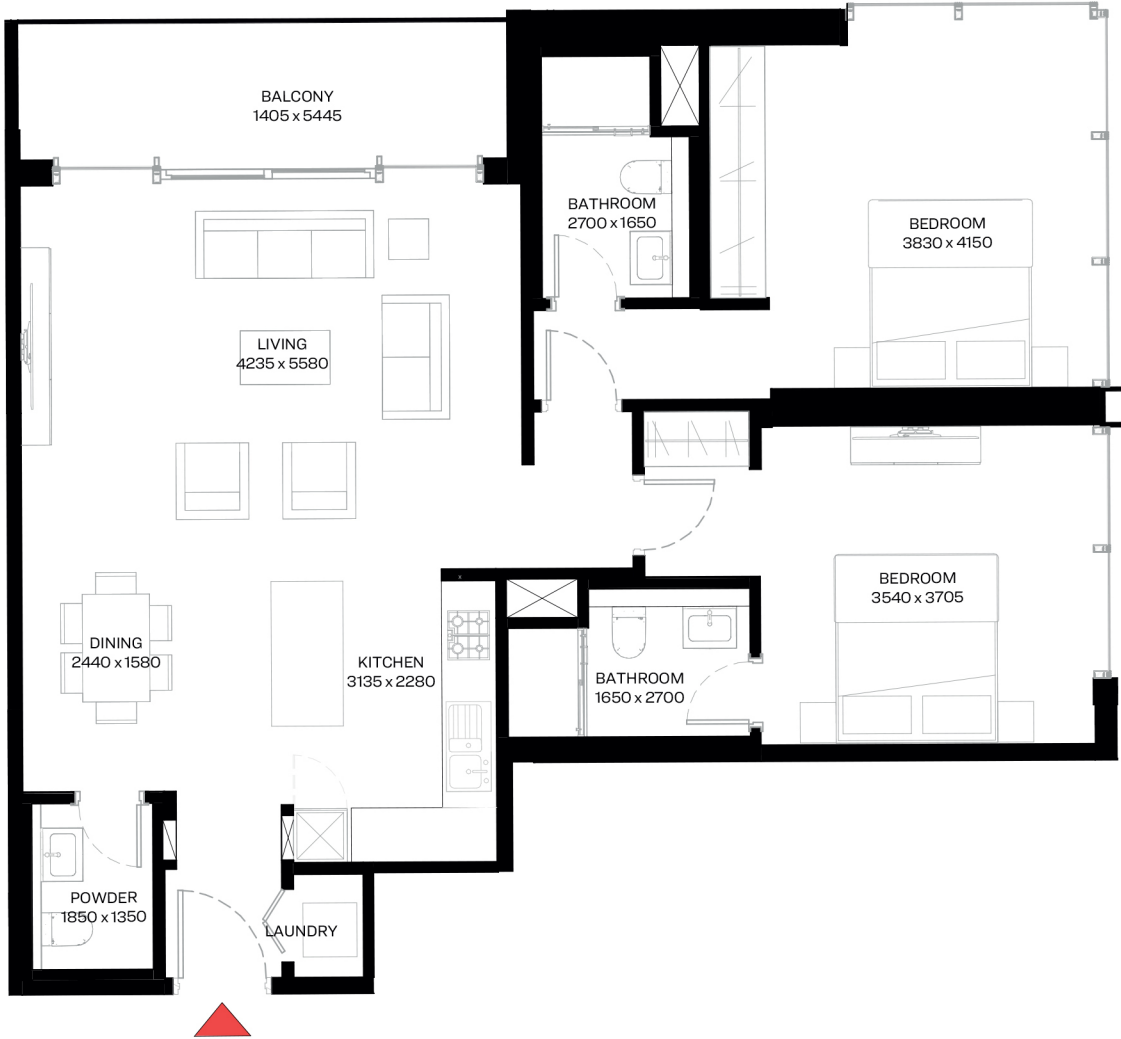 BALCONY
1405 x 5445
BATHROOM
2700 x 1650
BEDROOM
3830 x 4150
LIVING
4235 x 5580
BEDROOM
3540 x 3705
DINING
2440 x 1580
KITCHEN
3135 x 2280
BATHROOM
1650 x 2700
POWDER
1850 x 1350
LAUNDRY